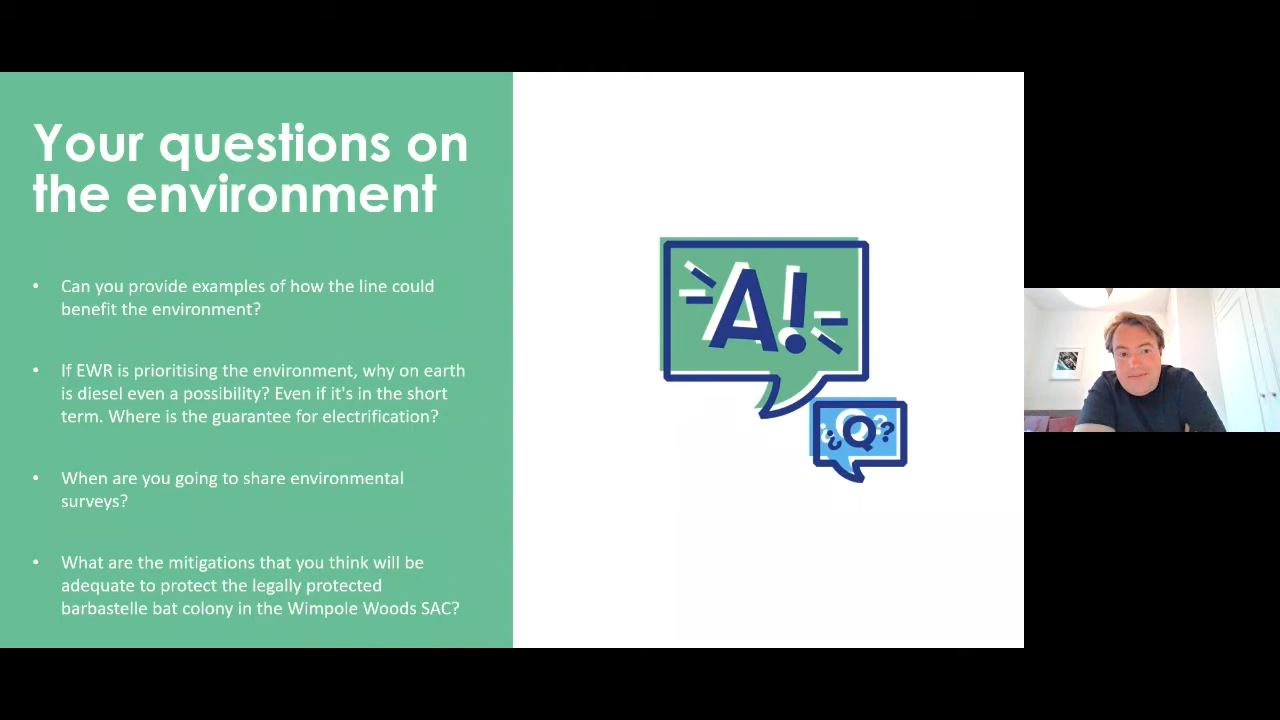 Your questions on
the environment
• Can you provide examples of how the line could
benefit the environment?
• If EWR is prioritising the environment, why on earth
is diesel even a possibility? Even if it's in the short
term. Where is the guarantee for electrification?
• When are you going to share environmental
surveys?
• What are the mitigations that you think will be
adequate to protect the legally protected
barbastelle bat colony in the Wimpole Woods SAC?
A!
¿Q?